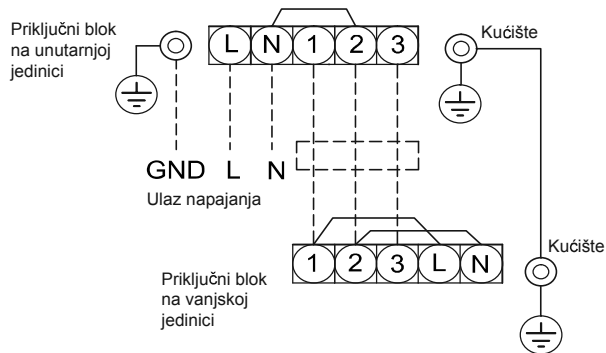 Priključni blok
na unutarnjoj
jedinici
L N 1 2 3
Kućište
GND L N
Ulaz napajanja
Priključni blok
na vanjskoj
jedinici
1 2 3 L N
Kućište